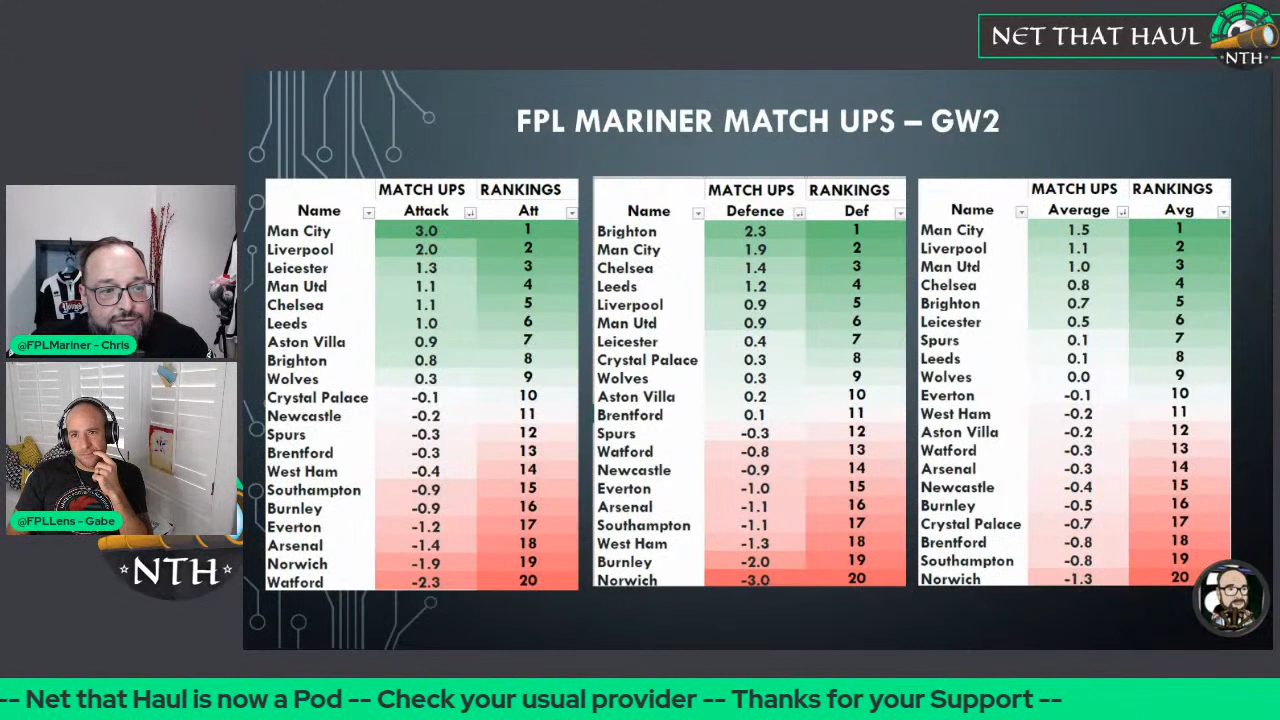 NET THAT HAUL
NTH
FPL MARINER MATCH UPS – GW2
MATCH UPS RANKINGS
Name Attack Att
Man City 3.0 1
Liverpool 2.0 2
Leicester 1.3 3
Man Utd 1.1 4
Chelsea 1.1 5
Leeds 1.0 6
Aston Villa 0.9 7
Brighton 0.8 8
Wolves 0.3 9
Crystal Palace -0.1 10
Newcastle -0.2 11
Spurs -0.3 12
Brentford -0.3 13
West Ham -0.4 14
Southampton -0.9 15
Burnley -0.9 16
Everton -1.2 17
Arsenal -1.4 18
Norwich -1.9 19
Watford -2.3 20
MATCH UPS RANKINGS
Name Defence Def
Brighton 2.3 1
Man City 1.9 2
Chelsea 1.4 3
Leeds 1.2 4
Liverpool 0.9 5
Man Utd 0.9 6
Leicester 0.4 7
Crystal Palace 0.3 8
Wolves 0.3 9
Aston Villa 0.2 10
Brentford 0.1 11
Spurs -0.3 12
Watford -0.8 13
Newcastle -0.9 14
Everton -1.0 15
Arsenal -1.1 16
Southampton -1.1 17
West Ham -1.3 18
Burnley -2.0 19
Norwich -3.0 20
MATCH UPS RANKINGS
Name Average Avg
Man City 1.5 1
Liverpool 1.1 2
Man Utd 1.0 3
Chelsea 0.8 4
Brighton 0.7 5
Leicester 0.5 6
Spurs 0.1 7
Leeds 0.1 8
Wolves 0.0 9
Everton -0.1 10
West Ham -0.2 11
Aston Villa -0.2 12
Watford -0.3 13
Arsenal -0.3 14
Newcastle -0.4 15
Burnley -0.5 16
Crystal Palace -0.7 17
Brentford -0.8 18
Southampton -0.8 19
Norwich -1.3 20
@FPLMariner - Chris
@FPLLens - Gabe
NTH
-- Net that Haul is now a Pod -- Check your usual provider -- Thanks for your Support --